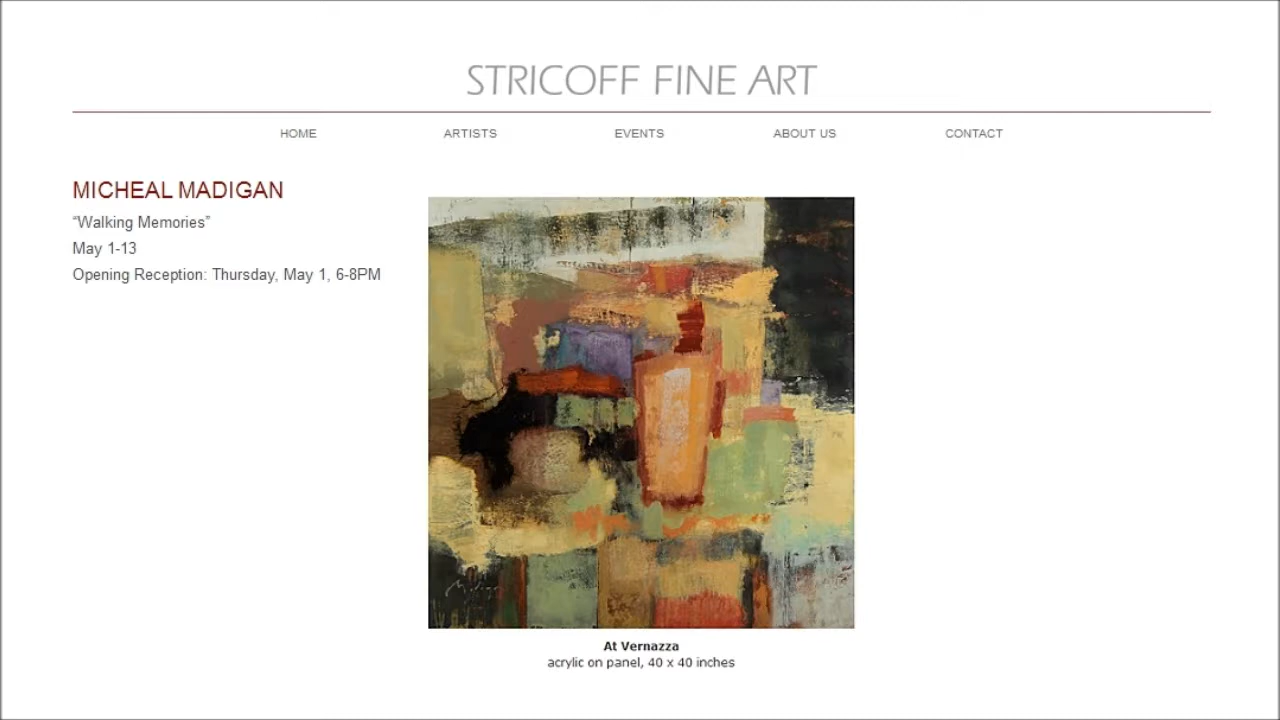 STRICOFF FINE ART
HOME ARTISTS EVENTS ABOUT US CONTACT
MICHEAL MADIGAN
“Walking Memories”
May 1-13
Opening Reception: Thursday, May 1, 6-8PM
At Vernazza
acrylic on panel, 40 x 40 inches